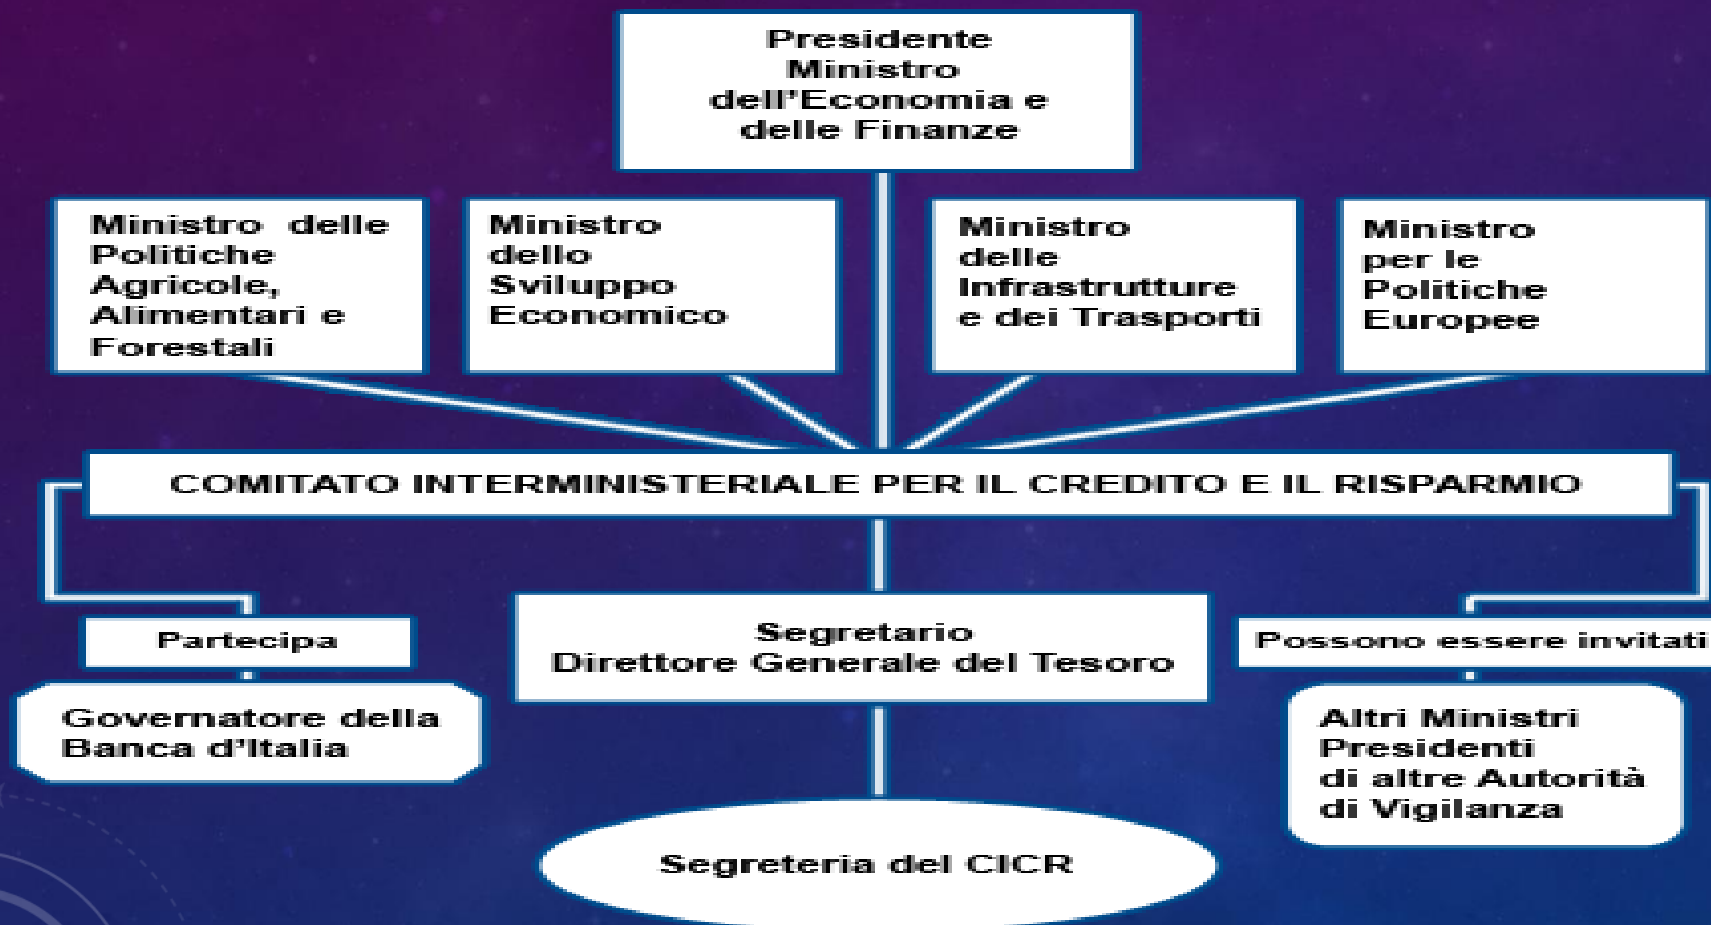 Presidente
Ministro
dell'Economia e
delle Finanze
Ministro delle
Politiche
Agricole,
Alimentari e
Forestali
Ministro
dello
Sviluppo
Economico
Ministro
delle
Infrastrutture
e dei Trasporti
Ministro
per le
Politiche
Europee
COMITATO INTERMINISTERIALE PER IL CREDITO E IL RISPARMIO
Partecipa
Governatore della
Banca d'Italia
Segretario
Direttore Generale del Tesoro
Segreteria del CICR
Possono essere invitati
Altri Ministri
Presidenti
di altre Autorità
di Vigilanza